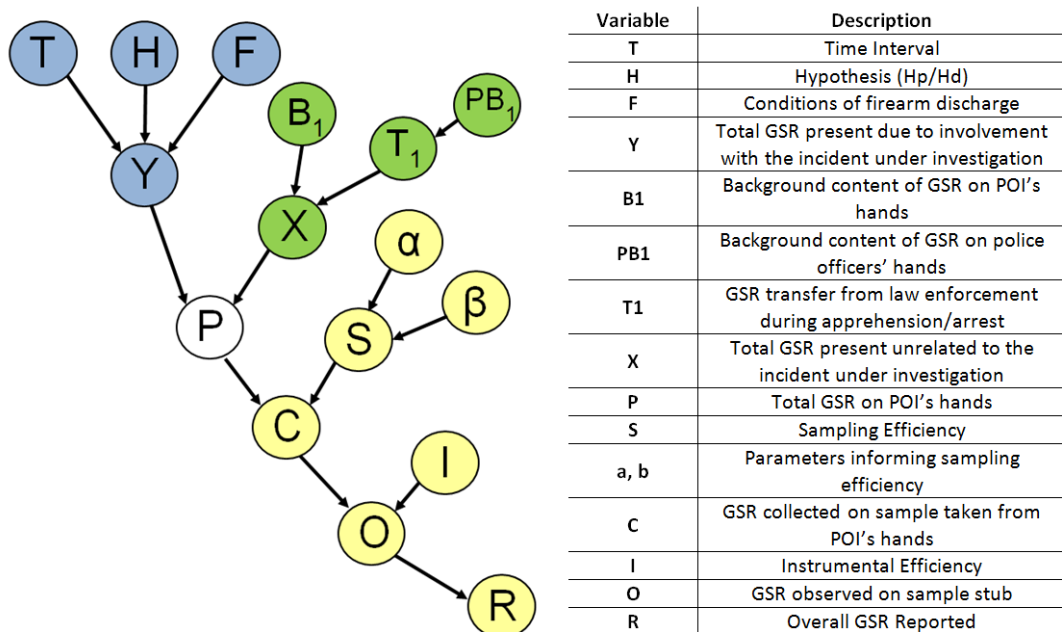 T
H
F
Y
B1
PB1
T1
X
α
β
P
S
C
I
O
R
Variable Description
T Time Interval
H Hypothesis (Hp/Hd)
F Conditions of firearm discharge
Y Total GSR present due to involvement
with the incident under investigation
B1 Background content of GSR on POI's
hands
PB1 Background content of GSR on police
officers' hands
T1 GSR transfer from law enforcement
during apprehension/arrest
X Total GSR present unrelated to the
incident under investigation
P Total GSR on POI's hands
S Sampling Efficiency
a, b Parameters informing sampling
efficiency
C GSR collected on sample taken from
POI's hands
I Instrumental Efficiency
O GSR observed on sample stub
R Overall GSR Reported